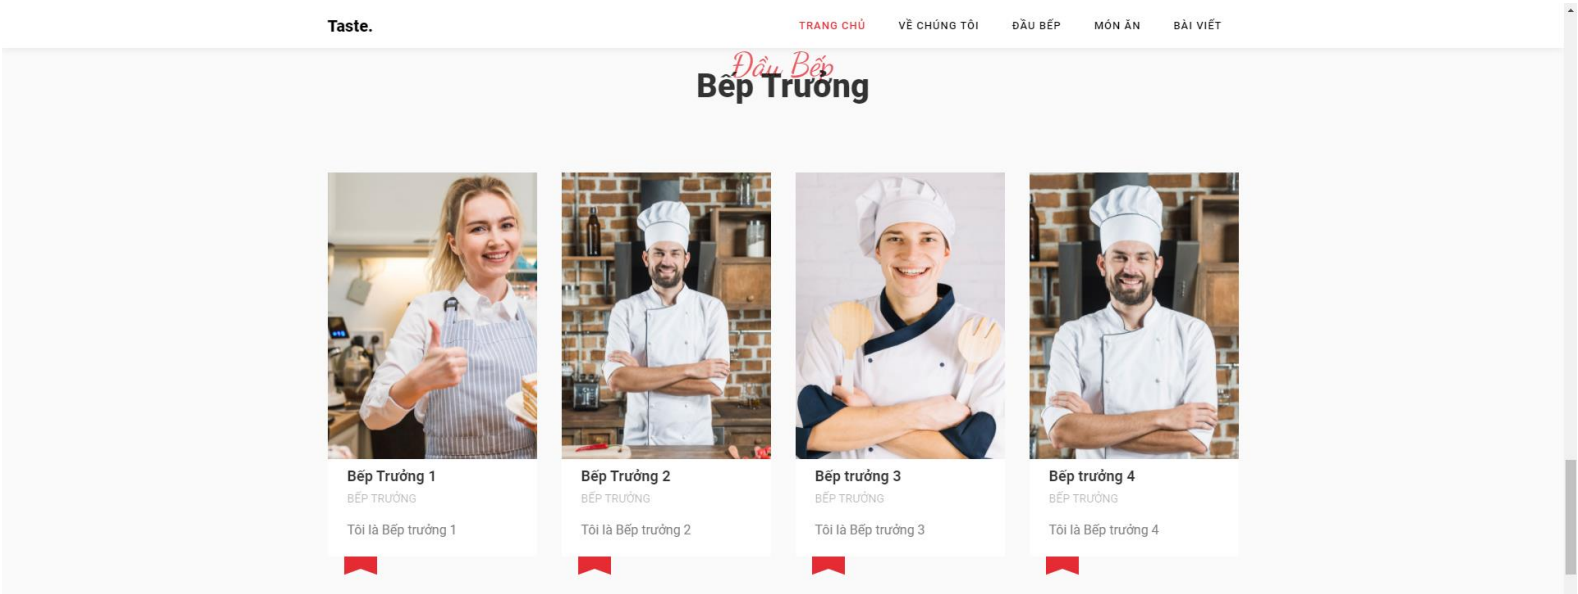 Taste.
TRANG CHỦ VỀ CHÚNG TÔI ĐẦU BẾP MÓN ĂN BÀI VIẾT
Đầu Bếp
Bếp Trưởng
Bếp Trưởng 1
BẾP TRƯỞNG
Tôi là Bếp trưởng 1
Bếp Trưởng 2
BẾP TRƯỞNG
Tôi là Bếp trưởng 2
Bếp trưởng 3
BẾP TRƯỞNG
Tôi là Bếp trưởng 3
Bếp trưởng 4
BẾP TRƯỞNG
Tôi là Bếp trưởng 4